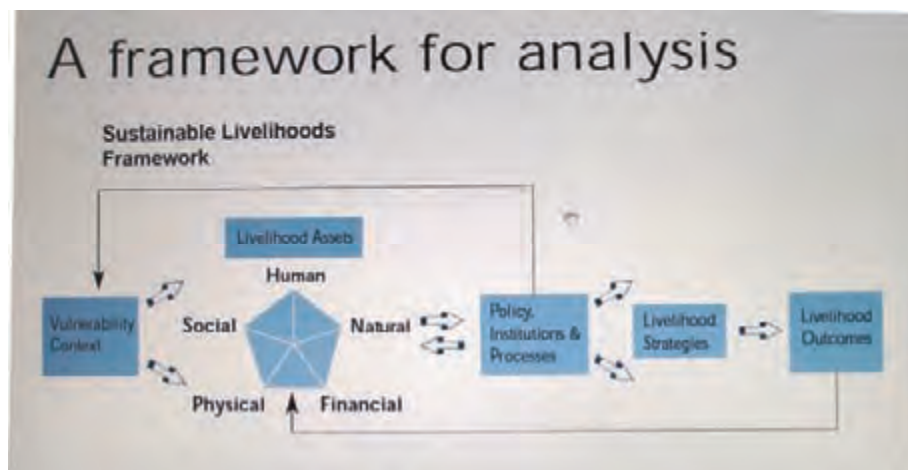 A framework for analysis
Sustainable Livelihoods
Framework
Livelihood Assets
Human
Vulnerability
Context
Social
Natural
Policy,
Institutions &
Processes
Livelihood
Strategies
Livelihood
Outcomes
Physical
Financial